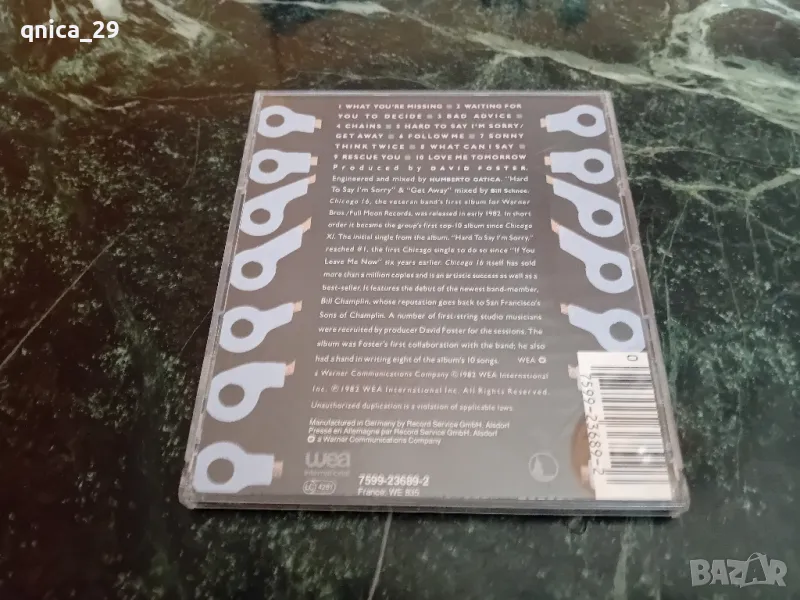 qnica_29
1 WHAT YOU'RE MISSING ■ 2 WAITING FOR
YOU TO DECIDE ■ 3 BAD ADVICE ■
4 CHAINS ■ 5 HARD TO SAY I'M SORRY/
GET AWAY ■ 6 FOLLOW ME ■ 7 SONNY
THINK TWICE ■ 8 WHAT CAN I SAY ■
9 RESCUE YOU ■ 10 LOVE ME TOMORROW
Produced by DAVID FOSTER.
Engineered and mixed by HUMBERTO GATICA. "Hard
To Say I'm Sorry" & "Get Away" mixed by Bill Schnee.
Chicago 16, the veteran band's first album for Warner
Bros./Full Moon Records, was released in early 1982. In short
order it became the group's first top-10 album since Chicago
XI. The initial single from the album, "Hard To Say I'm Sorry,"
reached #1, the first Chicago single to do so since "If You
Leave Me Now" six years earlier. Chicago 16 itself has sold
more than a million copies and is an artistic success as well as a
best-seller. It features the debut of the newest band-member,
Bill Champlin, whose reputation goes back to San Francisco's
Sons of Champlin. A number of first-string studio musicians
were recruited by producer David Foster for the sessions. The
album was Foster's first collaboration with the band; he also
had a hand in writing eight of the album's 10 songs. WEA
a Warner Communications Company ©1982 WEA International
Inc. ℗1982 WEA International Inc. All Rights Reserved.
Unauthorized duplication is a violation of applicable laws.
Manufactured in Germany by Record Service GmbH, Alsdorf
Pressé en Allemagne par Record Service GmbH, Alsdorf
a Warner Communications Company
wea
international
LC 4281
7599-23689-2
France: WE 835
0
7599-23689-2
BAZAR